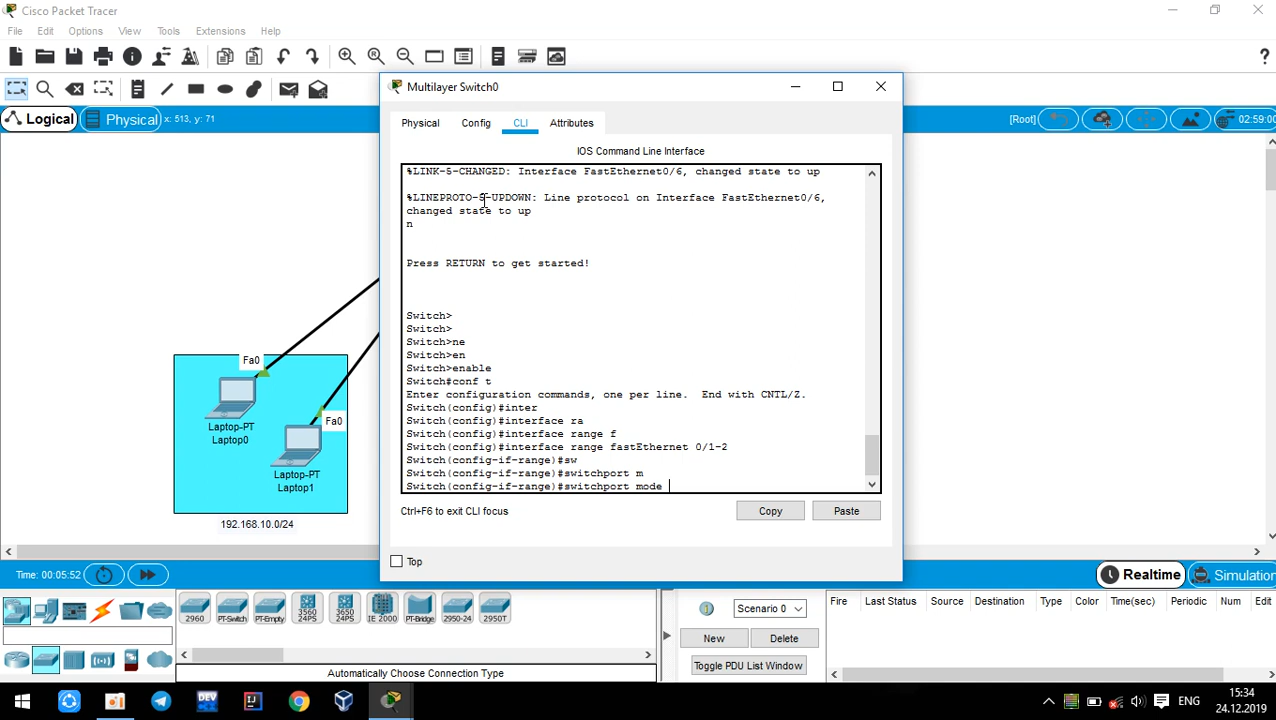 Cisco Packet Tracer
File Edit Options View Tools Extensions Help
Logical Physical x: 513, y: 71 [Root] 02:59:00
Multilayer Switch0
Physical Config CLI Attributes
IOS Command Line Interface
%LINK-5-CHANGED: Interface FastEthernet0/6, changed state to up
%LINEPROTO-5-UPDOWN: Line protocol on Interface FastEthernet0/6,
changed state to up
n
Press RETURN to get started!
Switch>
Switch>
Switch>ne
Switch>en
Switch>enable
Switch#conf t
Enter configuration commands, one per line.  End with CNTL/Z.
Switch(config)#inter
Switch(config)#interface ra
Switch(config)#interface range f
Switch(config)#interface range fastEthernet 0/1-2
Switch(config-if-range)#sw
Switch(config-if-range)#switchport m
Switch(config-if-range)#switchport mode
Ctrl+F6 to exit CLI focus
Copy Paste
Top
Fa0
Laptop-PT
Laptop0
Fa0
Laptop-PT
Laptop1
192.168.10.0/24
Time: 00:05:52 Realtime Simulation
2960 PT-Switch PT-Empty 3560 24PS 3650 24PS IE 2000 PT-Bridge 2950-24 2950T
Automatically Choose Connection Type
Scenario 0
New Delete
Toggle PDU List Window
Fire Last Status Source Destination Type Color Time(sec) Periodic Num Edit
DEV
ENG
15:34
24.12.2019